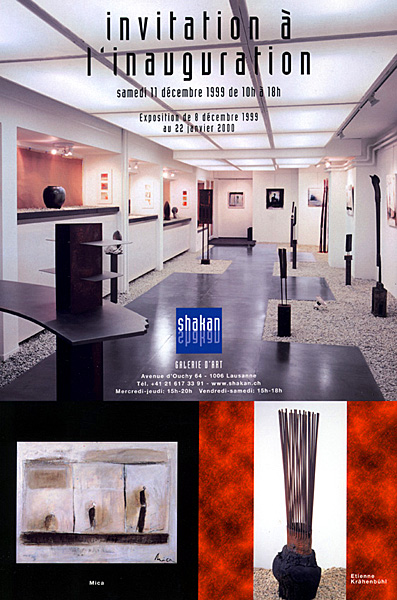 invitation à
l'inauguration
samedi 11 décembre 1999 de 10h à 18h
Exposition de 8 décembre 1999
au 22 janvier 2000
shakan
GALERIE D'ART
Avenue d'Ouchy 64 - 1006 Lausanne
Tél. +41 21 617 33 91 - www.shakan.ch
Mercredi-jeudi: 15h-20h Vendredi-samedi: 15h-18h
Mica
Mica
Etienne
Krähenbühl